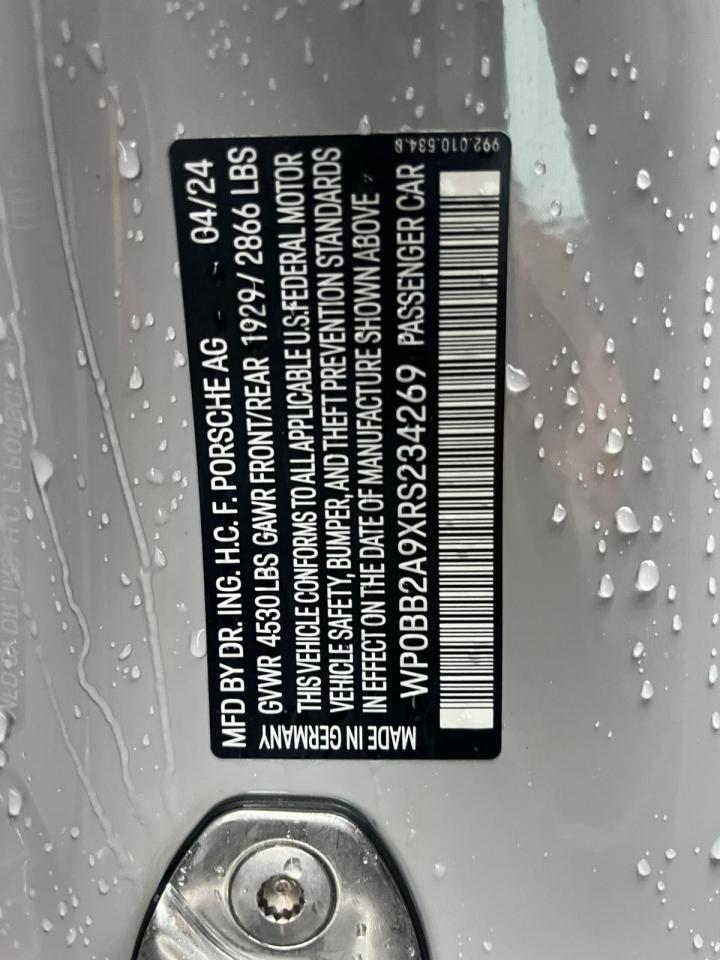 MFD BY DR. ING. H.C. F. PORSCHE AG 04/24
GVWR 4530 LBS GAWR FRONT/REAR 1929/2866 LBS
THIS VEHICLE CONFORMS TO ALL APPLICABLE U.S.FEDERAL MOTOR
VEHICLE SAFETY, BUMPER, AND THEFT PREVENTION STANDARDS
IN EFFECT ON THE DATE OF MANUFACTURE SHOWN ABOVE
WP0BB2A9XRS234269 PASSENGER CAR
MADE IN GERMANY
992.010.534.B